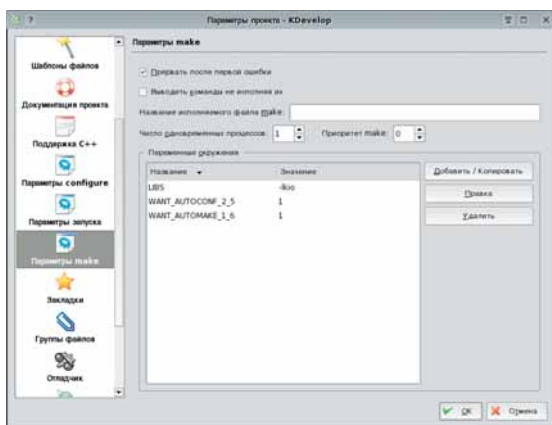 Параметры проекта - KDevelop
Шаблоны файлов
Документация проекта
Поддержка C++
Параметры configure
Параметры запуска
Параметры make
Закладки
Группы файлов
Отладчик
Параметры make
Прервать после первой ошибки
Выводить команды не исполняя их
Название исполняемого файла make:
Число одновременных процессов: 1
Приоритет make: 0
Переменные окружения
Название Значение
LIBS -lkio
WANT_AUTOCONF_2_5 1
WANT_AUTOMAKE_1_6 1
Добавить / Копировать
Правка
Удалить
OK
Отмена